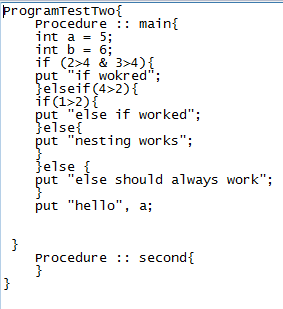 ProgramTestTwo{
    Procedure :: main{
    int a = 5;
    int b = 6;
    if (2>4 & 3>4){
    put "if wokred";
    }elseif(4>2){
    if(1>2){
    put "else if worked";
    }else{
    put "nesting works";
    }
    }else {
    put "else should always work";
    }
    put "hello", a;
 }
    Procedure :: second{
    }
}